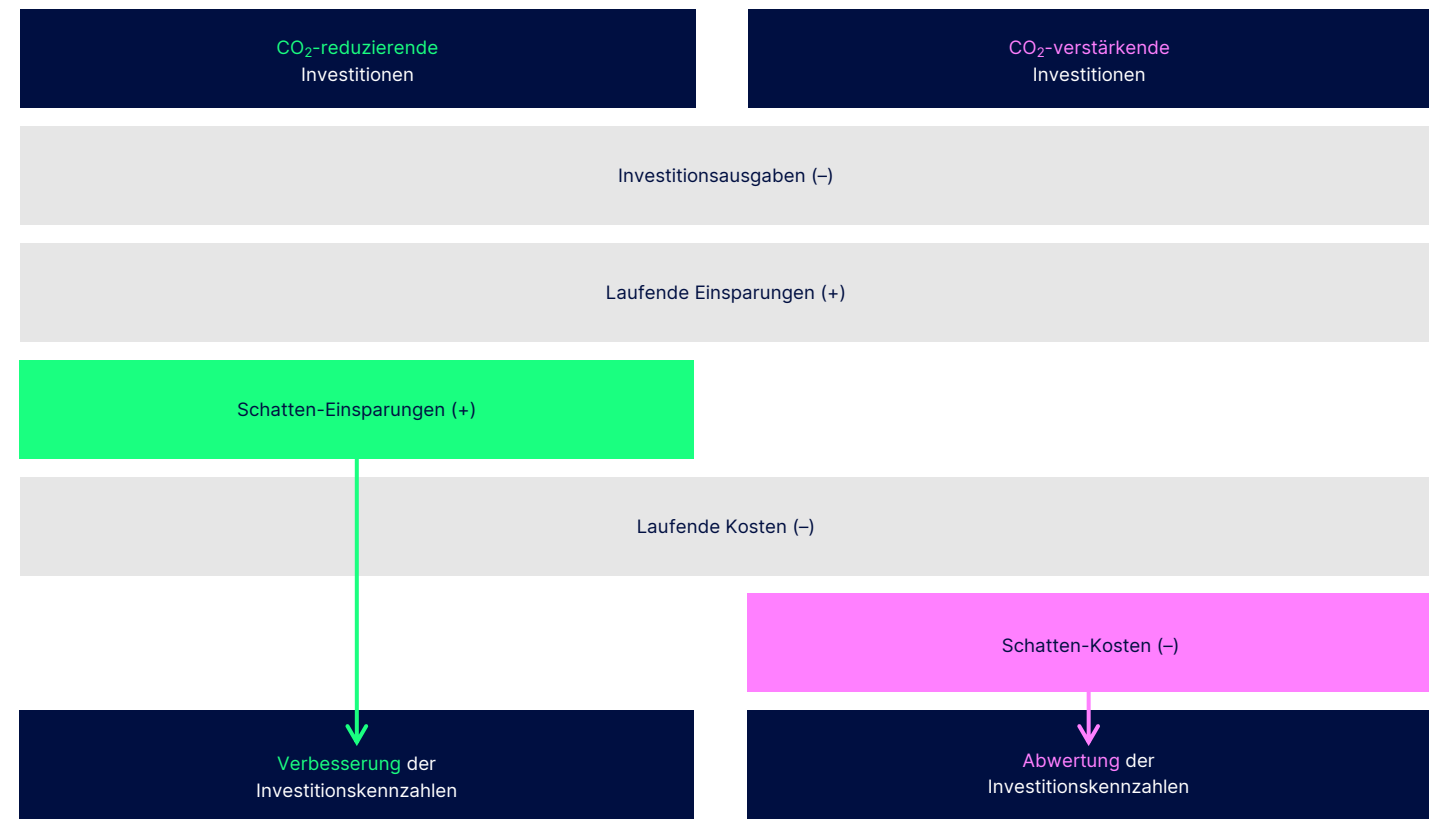 CO₂-reduzierende
Investitionen
CO₂-verstärkende
Investitionen
Investitionsausgaben (–)
Laufende Einsparungen (+)
Schatten-Einsparungen (+)
Laufende Kosten (–)
Schatten-Kosten (–)
Verbesserung der
Investitionskennzahlen
Abwertung der
Investitionskennzahlen